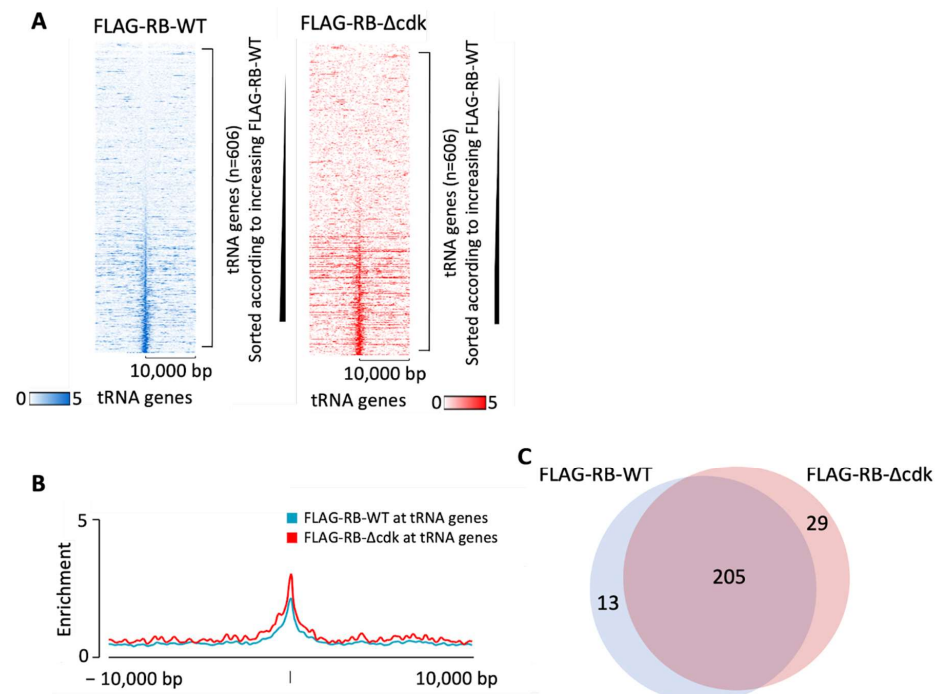 A
FLAG-RB-WT
tRNA genes (n=606)
Sorted according to increasing FLAG-RB-WT
10,000 bp
0 5 tRNA genes
FLAG-RB-Δcdk
tRNA genes (n=606)
Sorted according to increasing FLAG-RB-WT
10,000 bp
tRNA genes 0 5
B
5
Enrichment
0
FLAG-RB-WT at tRNA genes
FLAG-RB-Δcdk at tRNA genes
− 10,000 bp
10,000 bp
C
FLAG-RB-WT
FLAG-RB-Δcdk
29
205
13